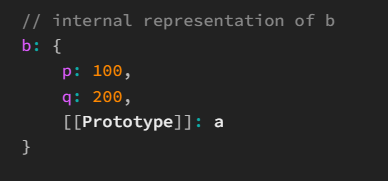 // internal representation of b
b: {
    p: 100,
    q: 200,
    [[Prototype]]: a
}